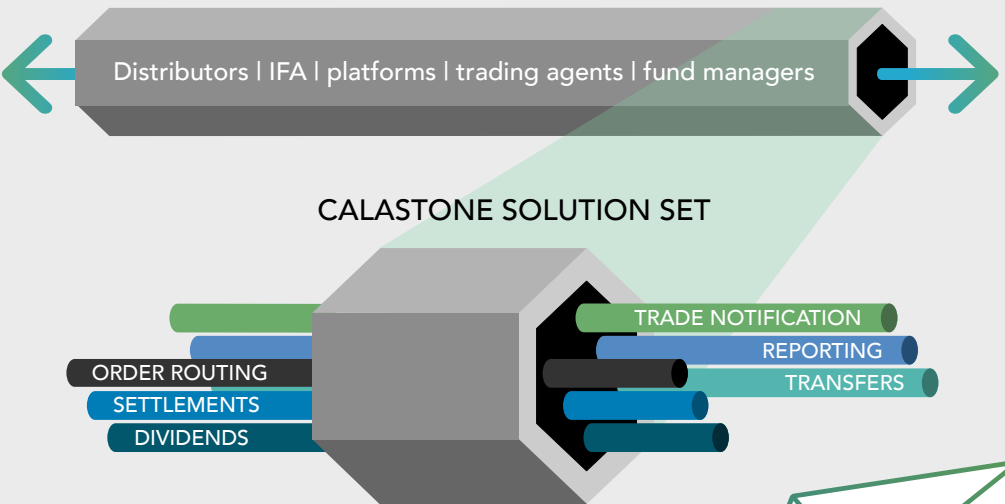 Distributors | IFA | platforms | trading agents | fund managers
CALASTONE SOLUTION SET
TRADE NOTIFICATION
REPORTING
ORDER ROUTING
TRANSFERS
SETTLEMENTS
DIVIDENDS